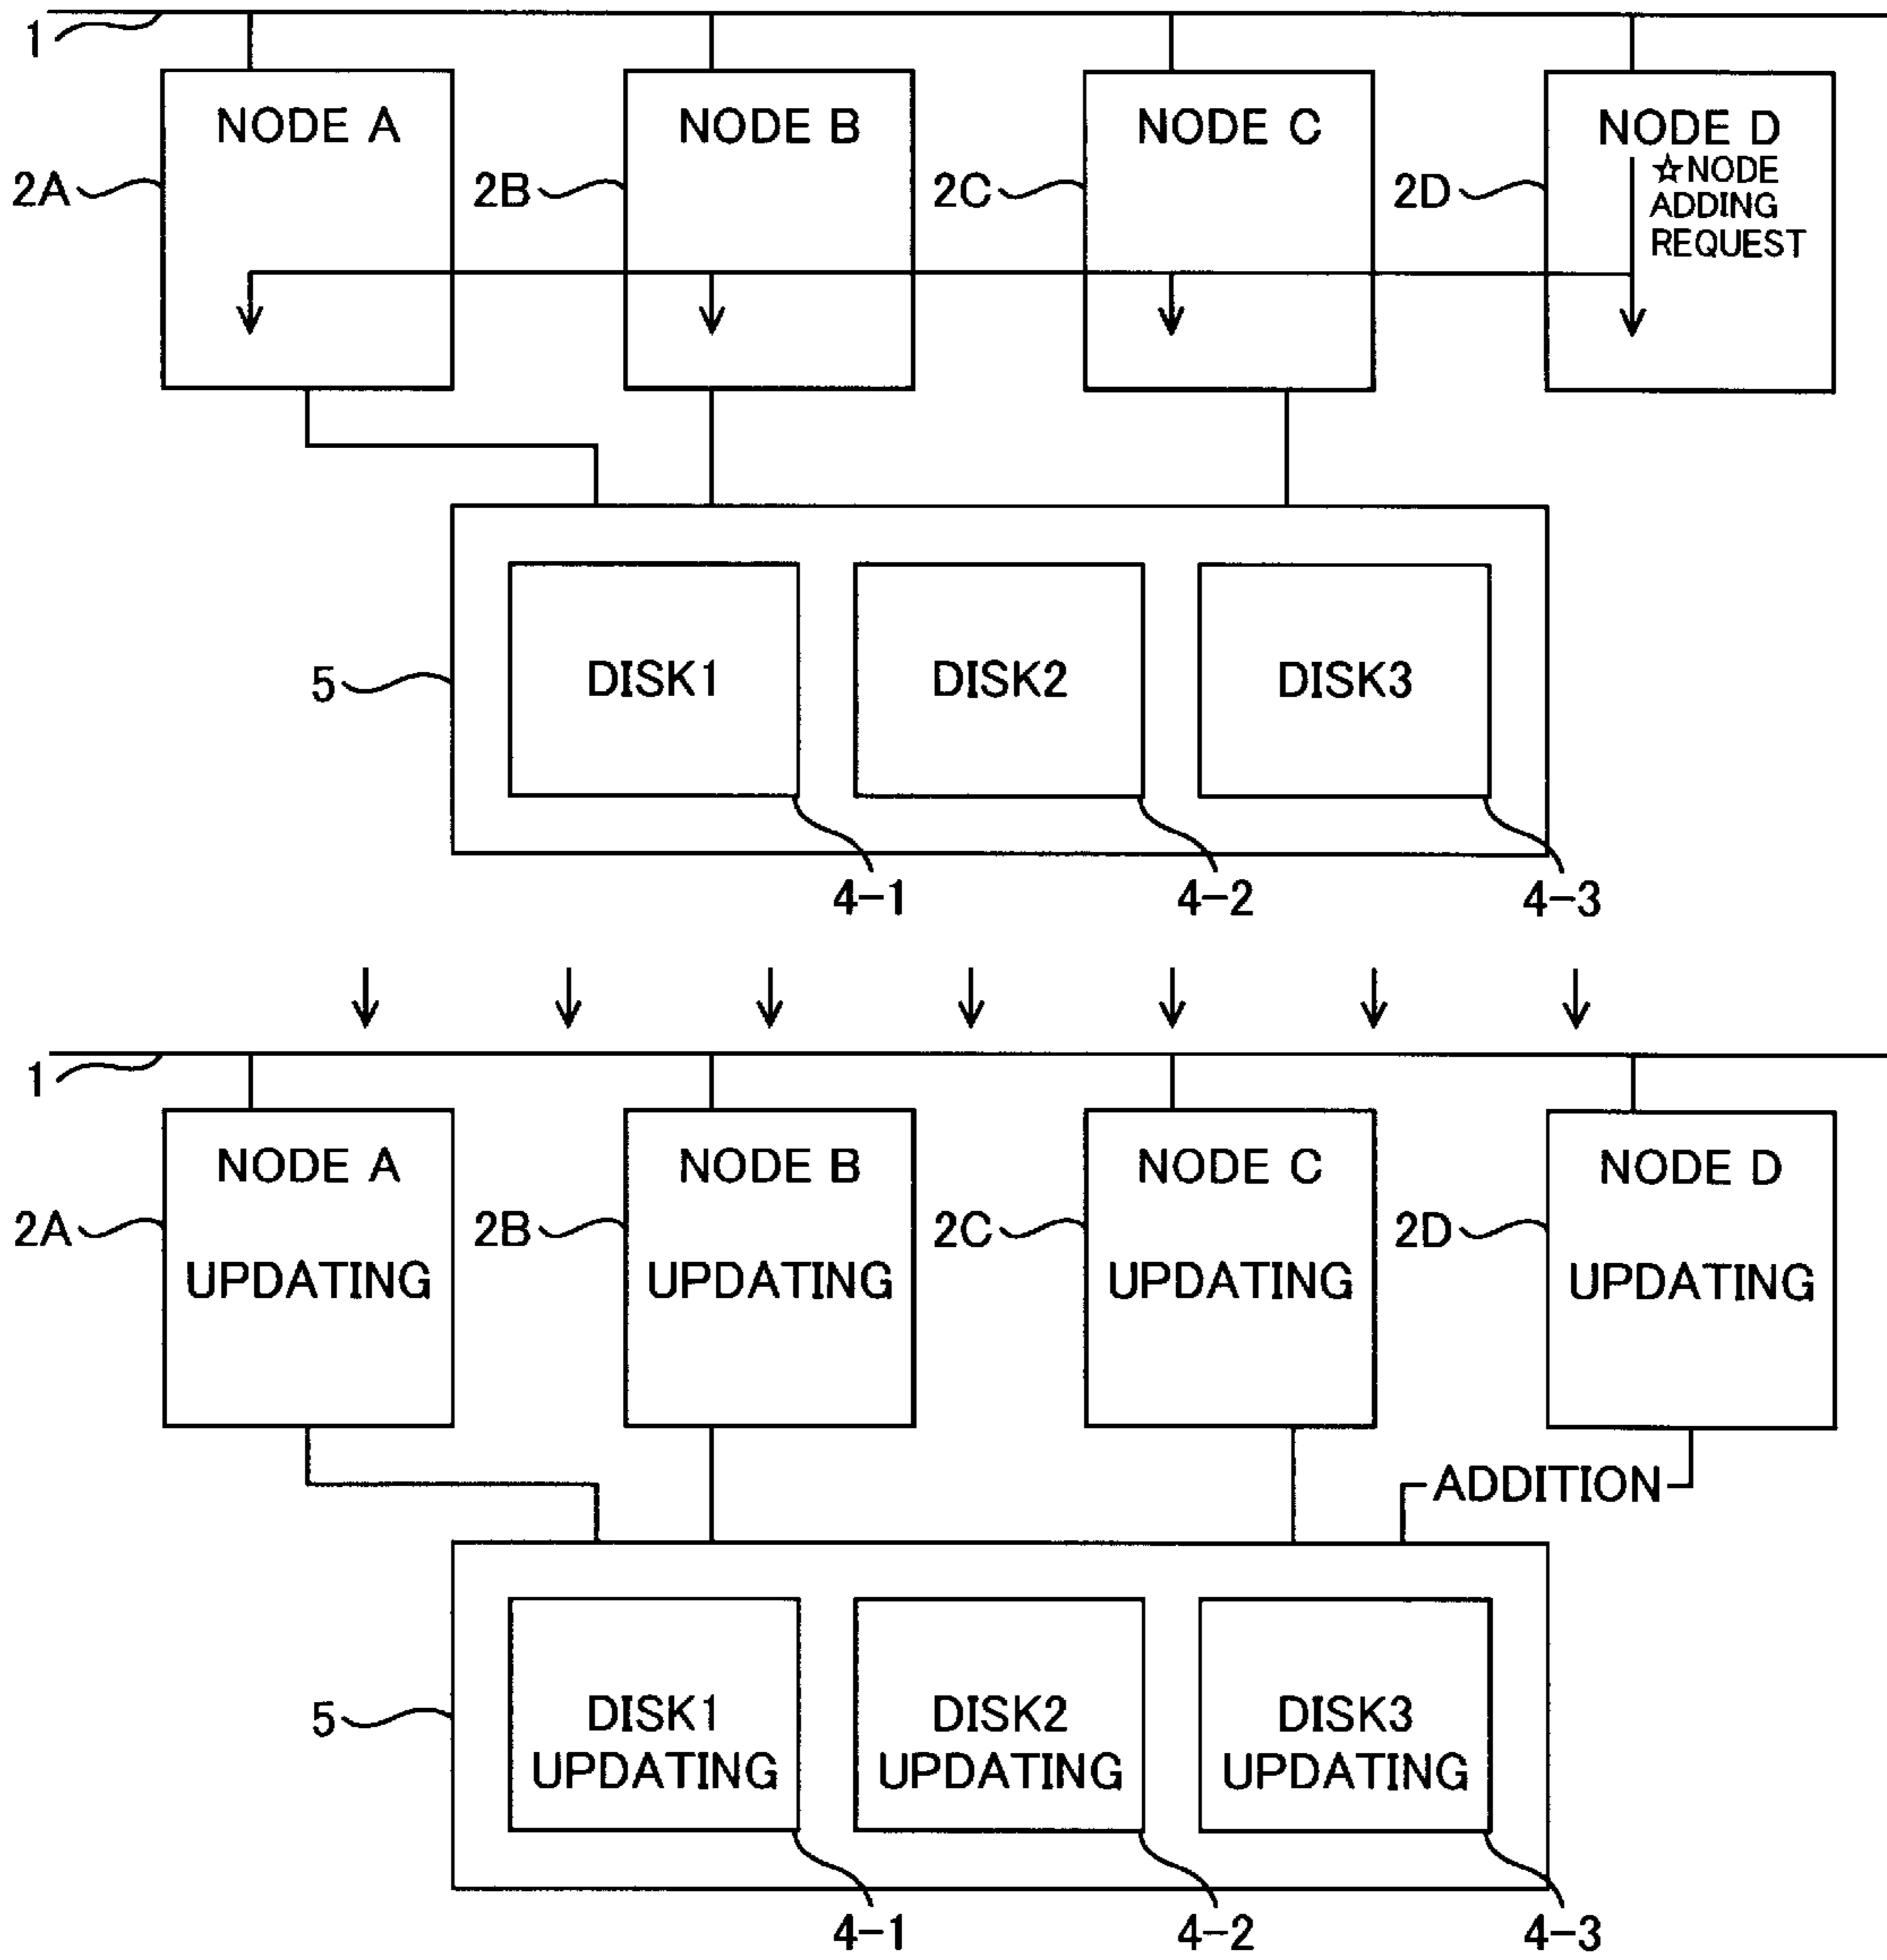 1
NODE A
NODE B
NODE C
NODE D
2A
2B
2C
2D
☆NODE
ADDING
REQUEST
5
DISK1
DISK2
DISK3
4-1
4-2
4-3
1
NODE A
NODE B
NODE C
NODE D
2A
2B
2C
2D
UPDATING
UPDATING
UPDATING
UPDATING
ADDITION
5
DISK1
UPDATING
DISK2
UPDATING
DISK3
UPDATING
4-1
4-2
4-3